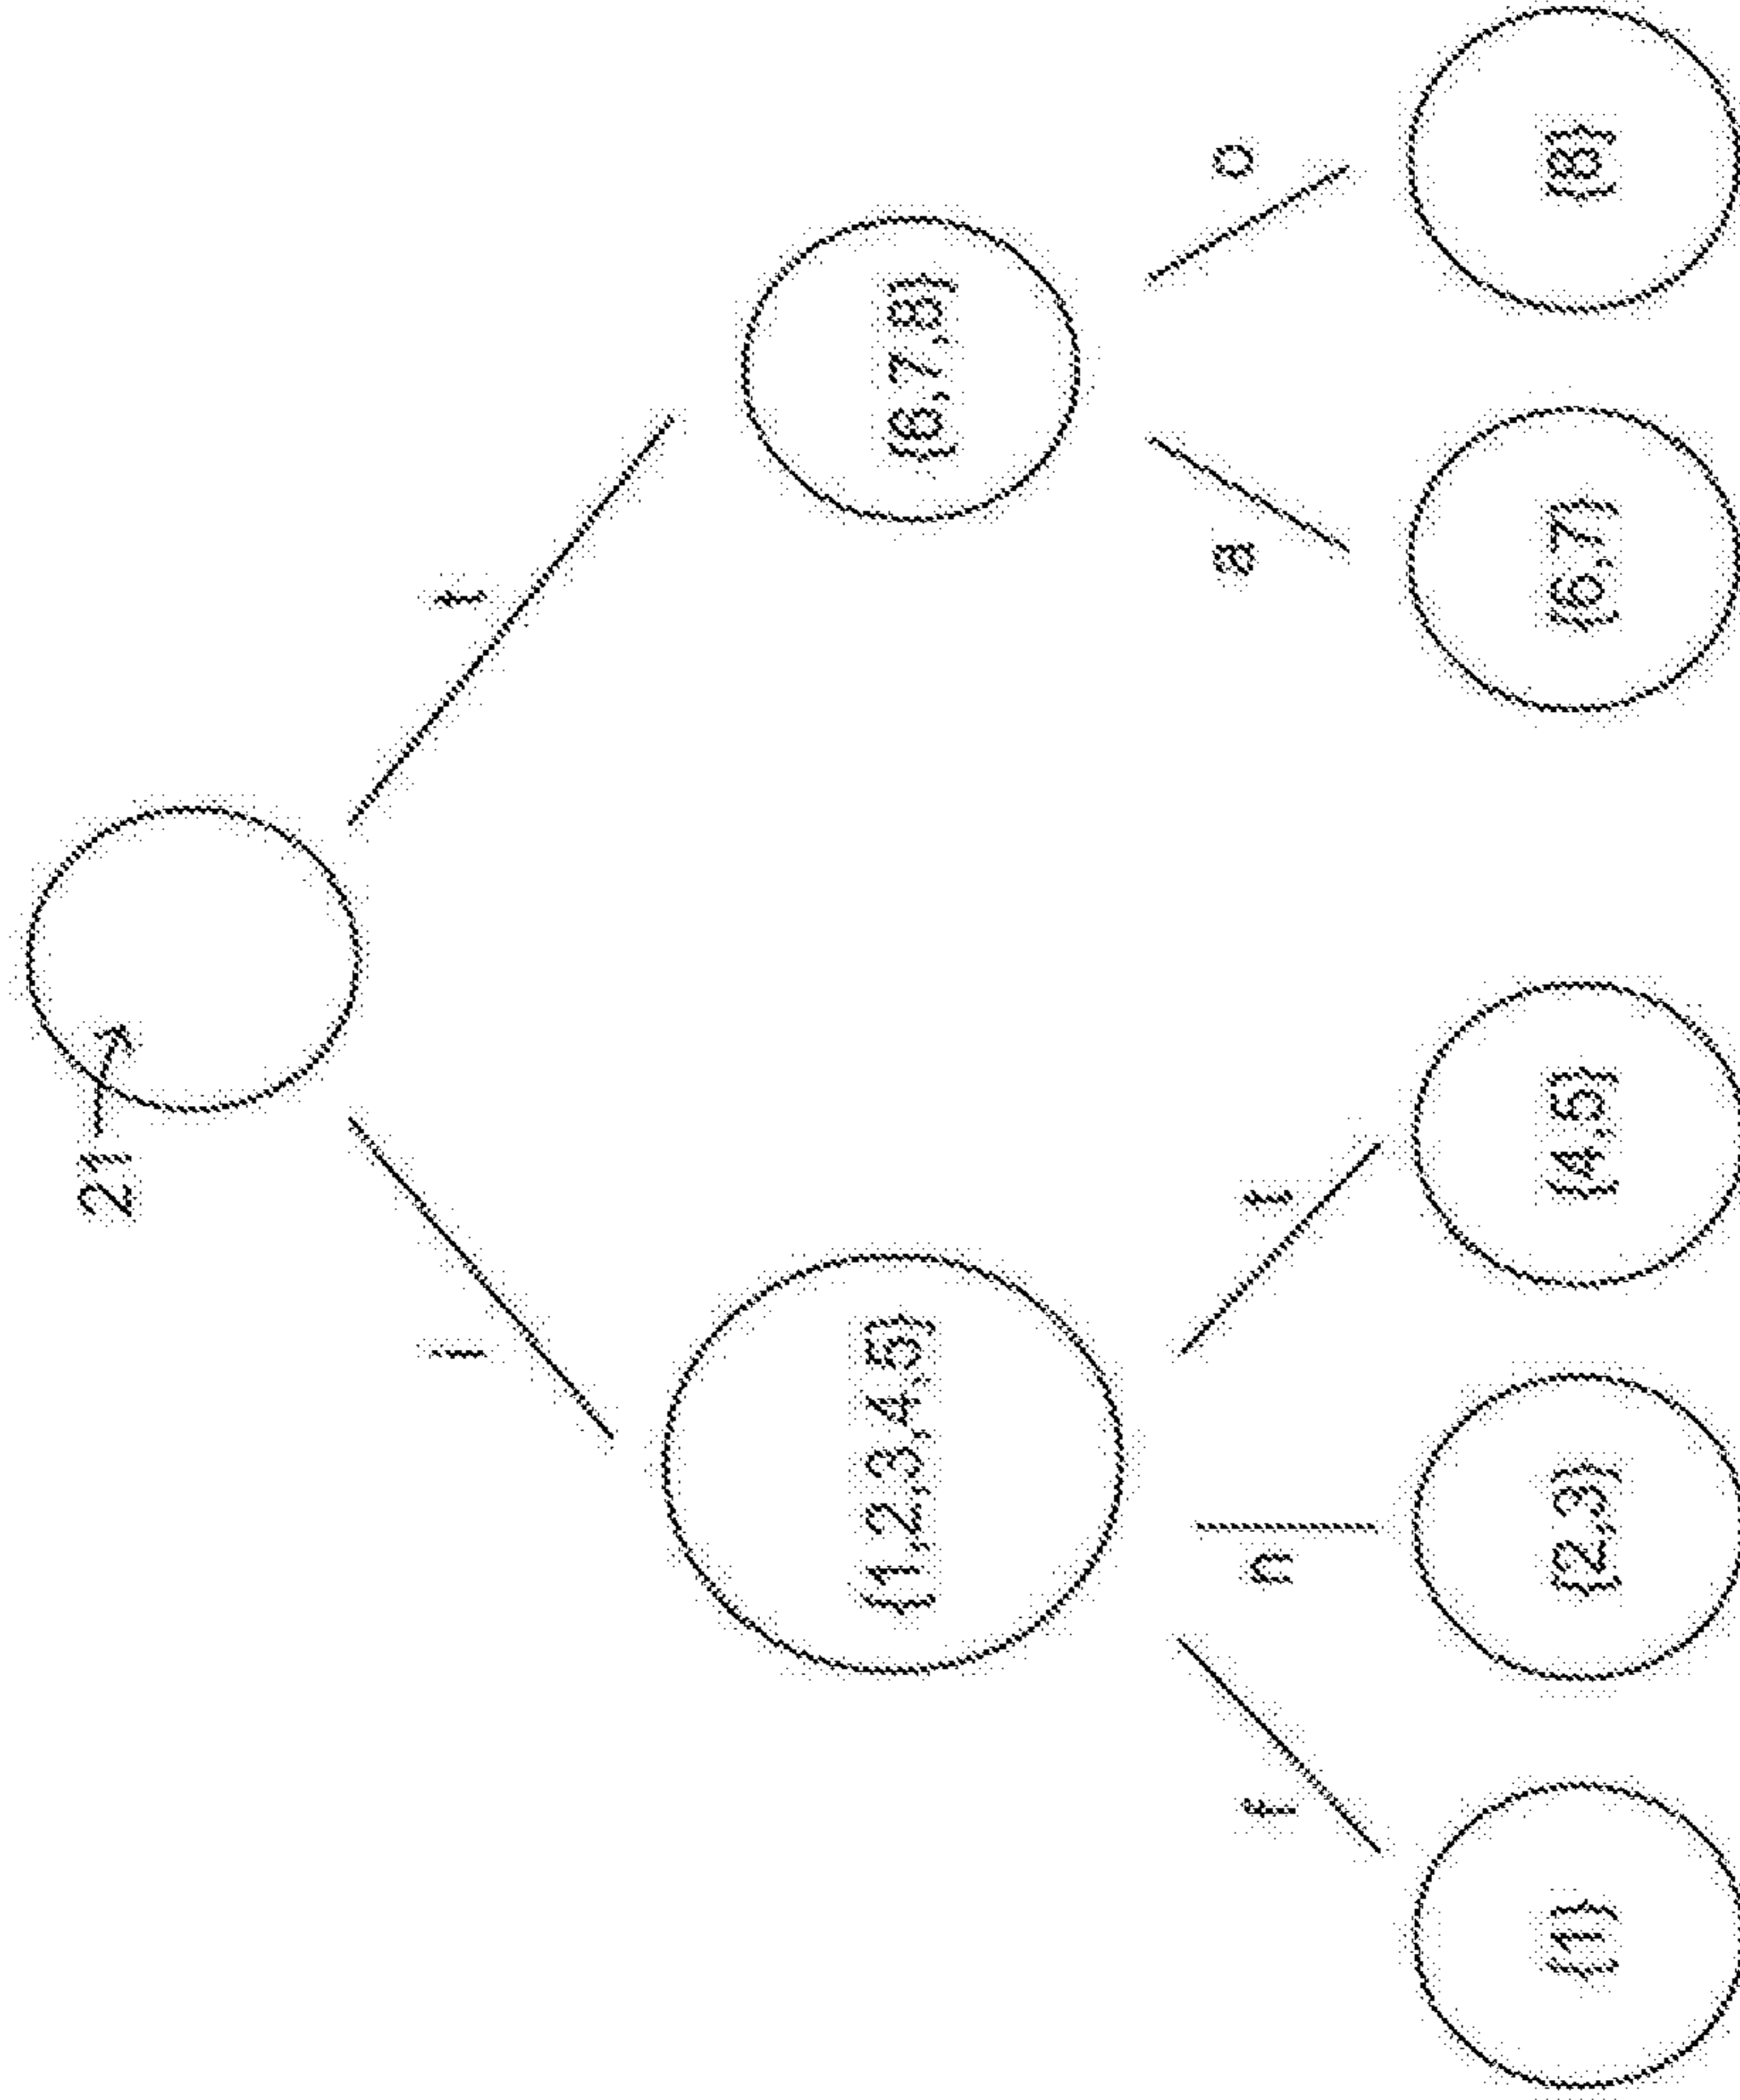 21
i t
{1,2,3,4,5} {6,7,8}
f n t a o
{1} {2,3} {4,5} {6,7} {8}